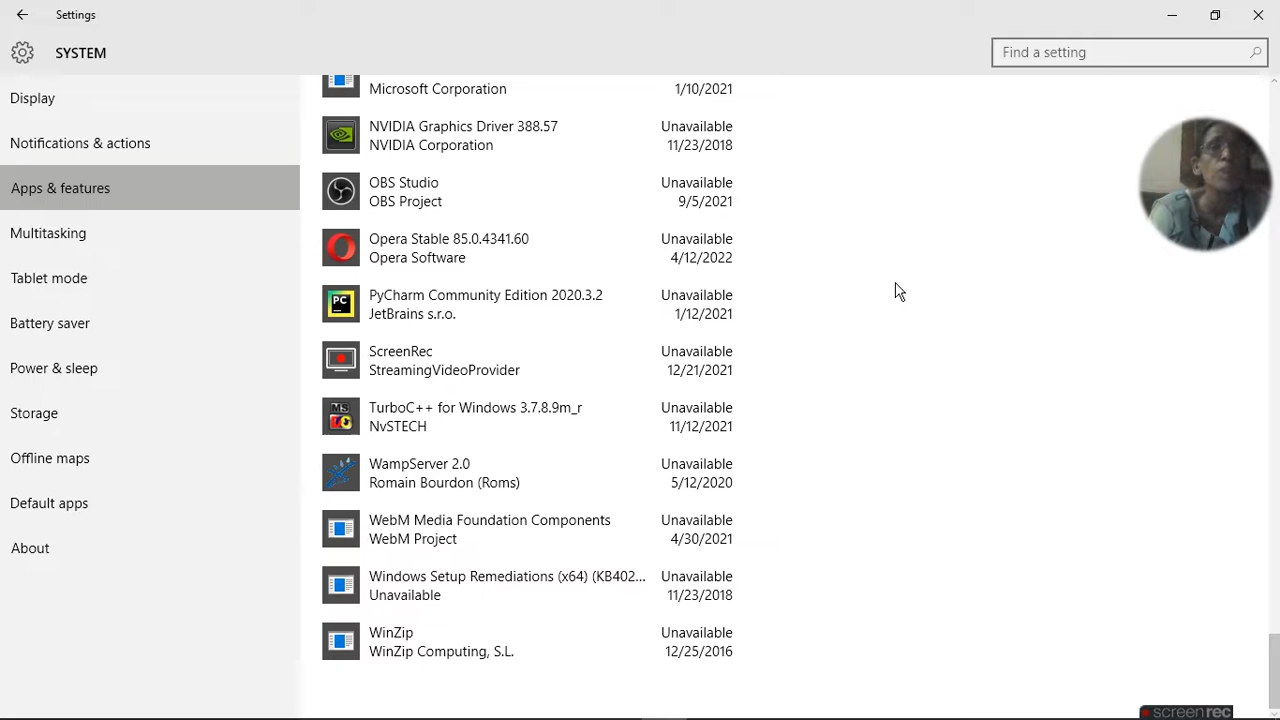 Settings
SYSTEM
Find a setting
Display
Notifications & actions
Apps & features
Multitasking
Tablet mode
Battery saver
Power & sleep
Storage
Offline maps
Default apps
About
Microsoft Corporation 1/10/2021
NVIDIA Graphics Driver 388.57 Unavailable
NVIDIA Corporation 11/23/2018
OBS Studio Unavailable
OBS Project 9/5/2021
Opera Stable 85.0.4341.60 Unavailable
Opera Software 4/12/2022
PC
PyCharm Community Edition 2020.3.2 Unavailable
JetBrains s.r.o. 1/12/2021
ScreenRec Unavailable
StreamingVideoProvider 12/21/2021
TurboC++ for Windows 3.7.8.9m_r Unavailable
NvSTECH 11/12/2021
WampServer 2.0 Unavailable
Romain Bourdon (Roms) 5/12/2020
WebM Media Foundation Components Unavailable
WebM Project 4/30/2021
Windows Setup Remediations (x64) (KB402... Unavailable
Unavailable 11/23/2018
WinZip Unavailable
WinZip Computing, S.L. 12/25/2016
screenrec